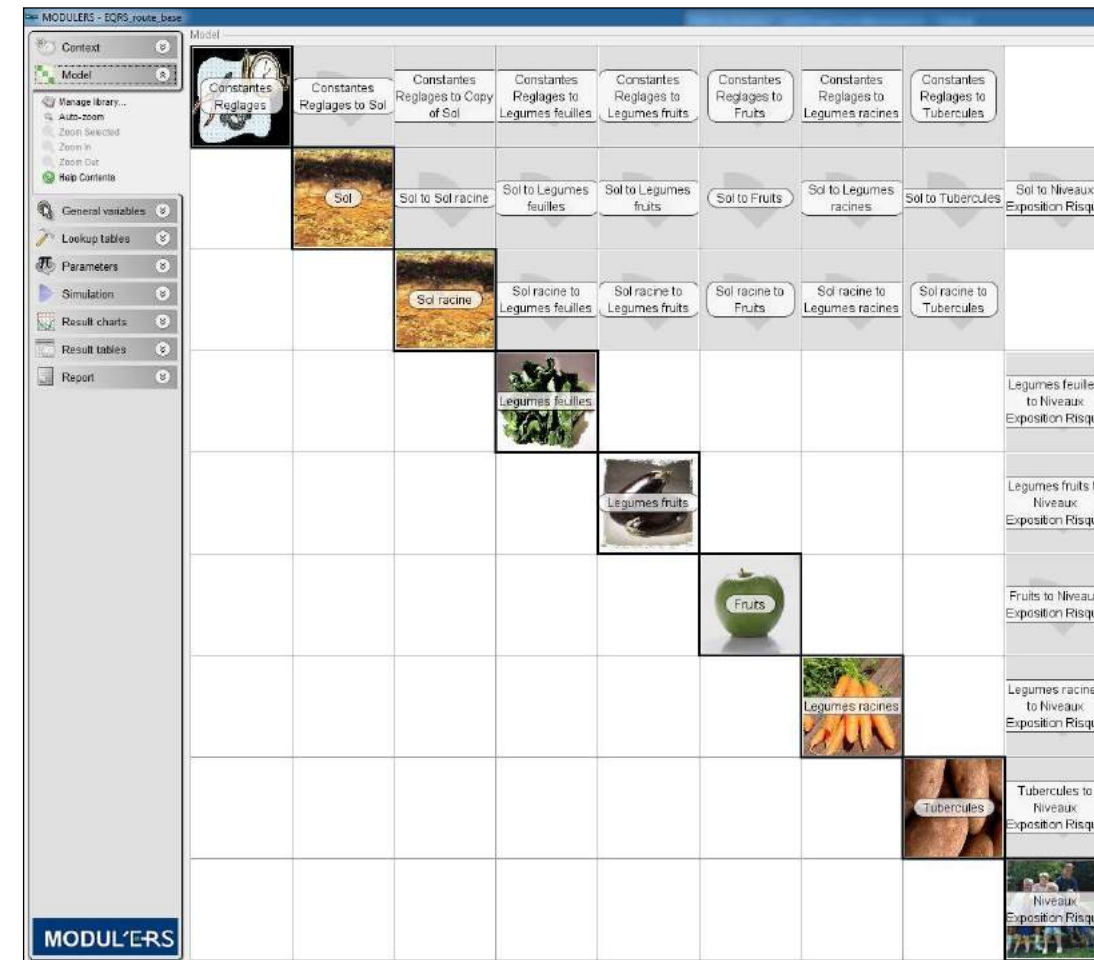 MODULERS - EQRS_route_base
Context
Model
Manage library...
Auto-zoom
Zoom Selected
Zoom In
Zoom Out
Help Contents
General variables
Lookup tables
Parameters
Simulation
Result charts
Result tables
Report
MODUL'ERS
Model
Constantes
Reglages
Constantes
Reglages to Sol
Constantes
Reglages to Copy
of Sol
Constantes
Reglages to
Legumes feuilles
Constantes
Reglages to
Legumes fruits
Constantes
Reglages to
Fruits
Constantes
Reglages to
Legumes racines
Constantes
Reglages to
Tubercules
Sol
Sol to Sol racine
Sol to Legumes
feuilles
Sol to Legumes
fruits
Sol to Fruits
Sol to Legumes
racines
Sol to Tubercules
Sol to Niveaux
Exposition Risqu
Sol racine
Sol racine to
Legumes feuilles
Sol racine to
Legumes fruits
Sol racine to
Fruits
Sol racine to
Legumes racines
Sol racine to
Tubercules
Legumes feuilles
Legumes feuille
to Niveaux
Exposition Risqu
Legumes fruits
Legumes fruits t
Niveaux
Exposition Risqu
Fruits
Fruits to Niveau
Exposition Risqu
Legumes racines
Legumes racine
to Niveaux
Exposition Risqu
Tubercules
Tubercules to
Niveaux
Exposition Risqu
Niveaux
Exposition Risqu